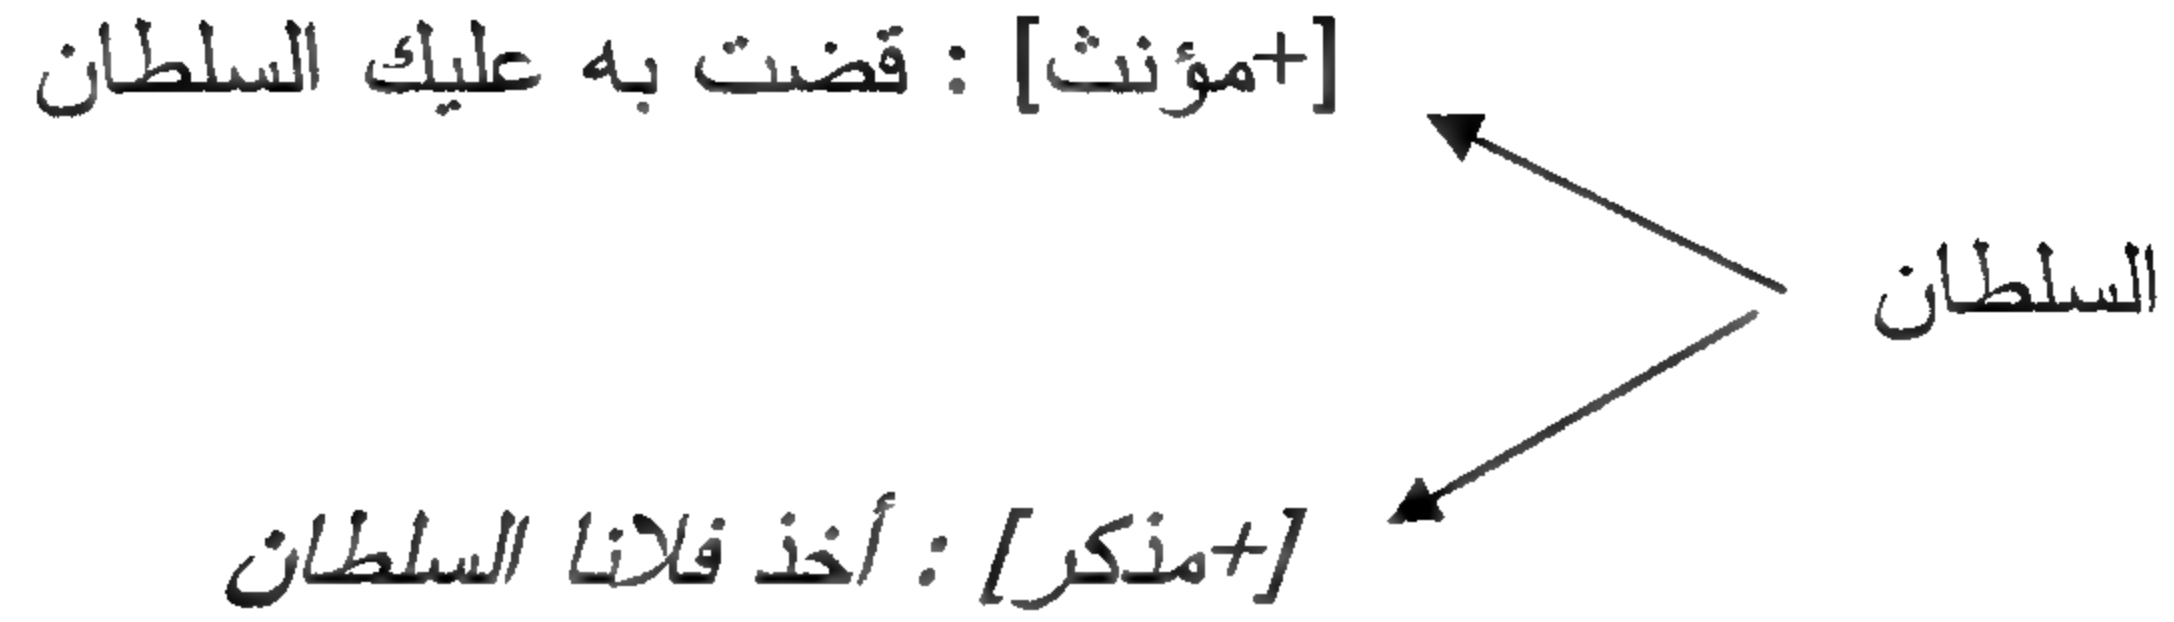 [+مؤنث] : قضت به عليك السلطان
السلطان
[+مذكر] : أخذ فلانا السلطان